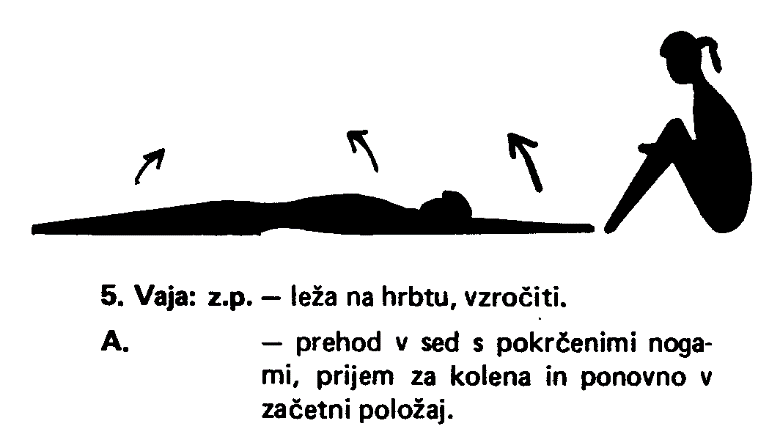 5. Vaja: z.p. — leža na hrbtu, vzročiti.
A. — prehod v sed s pokrčenimi noga-
mi, prijem za kolena in ponovno v
začetni položaj.